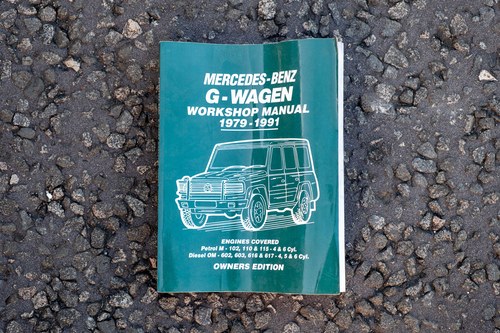 MERCEDES-BENZ
G-WAGEN
WORKSHOP MANUAL
1979-1991
ENGINES COVERED
Petrol M - 102, 110 & 115 - 4 & 6 Cyl.
Diesel OM - 602, 603, 616 & 617 - 4, 5 & 6 Cyl.
OWNERS EDITION